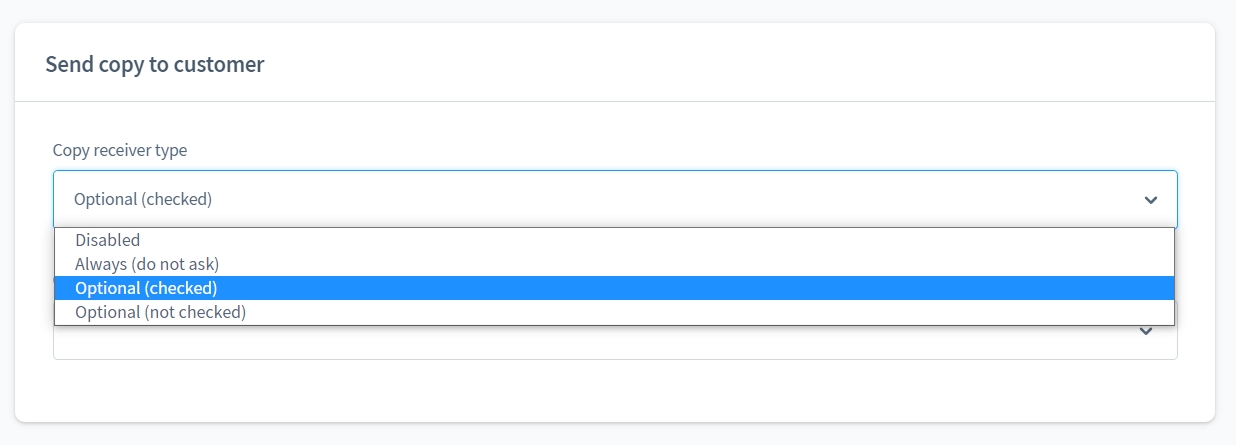 Send copy to customer
Copy receiver type
Optional (checked)
Disabled
Always (do not ask)
Optional (checked)
Optional (not checked)